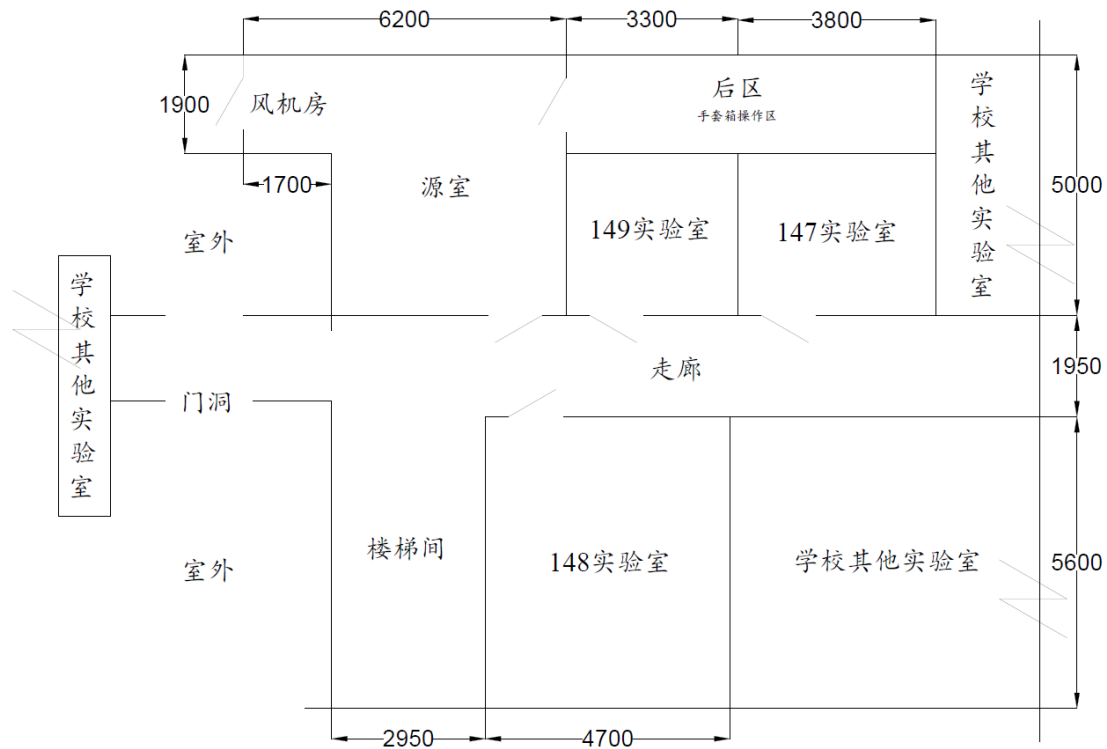 6200
3300
3800
1900
风机房
后区
手套箱操作区
学校其他实验室
1700
源室
5000
室外
149实验室
147实验室
学校其他实验室
走廊
1950
门洞
楼梯间
148实验室
学校其他实验室
室外
5600
2950
4700